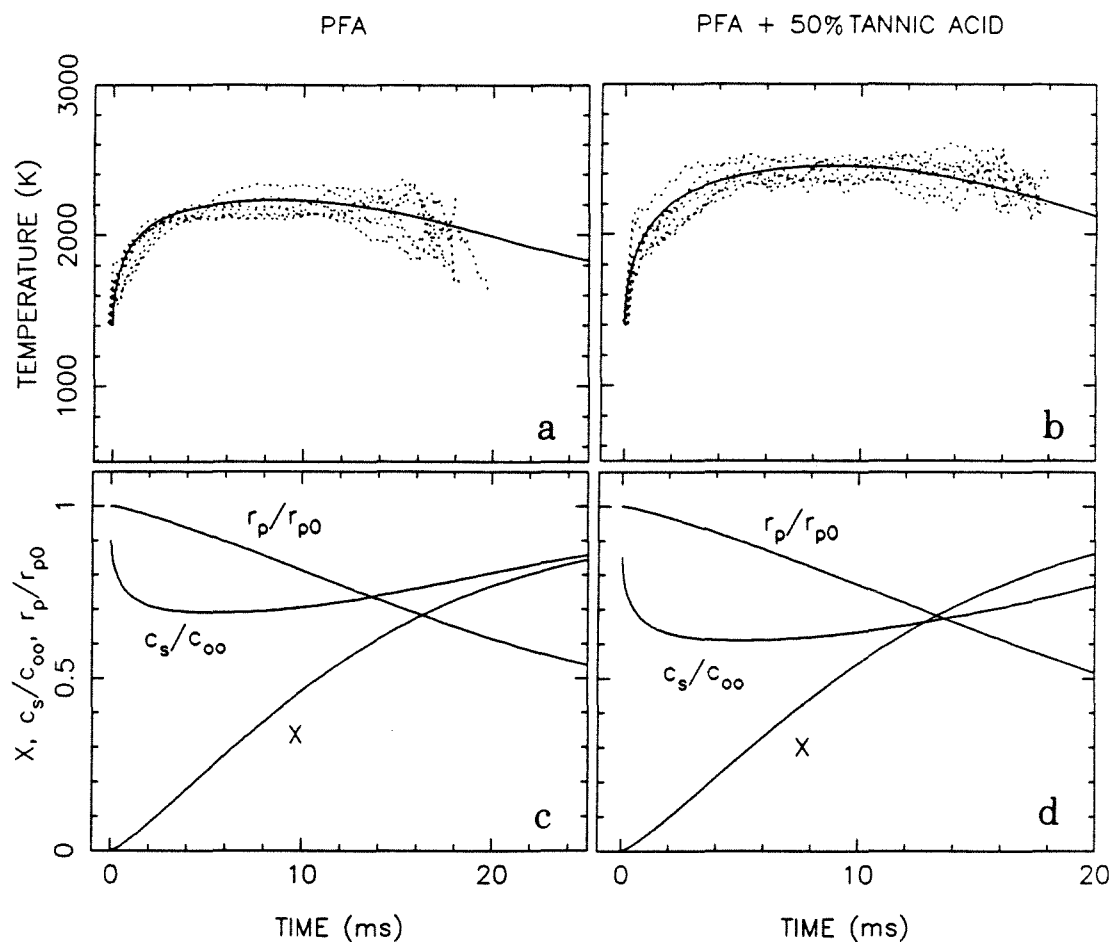 PFA
PFA + 50% TANNIC ACID
TEMPERATURE (K)
3000
2000
1000
a
b
X, c_s/c_oo, r_p/r_p0
1
0.5
0
r_p/r_p0
c_s/c_oo
X
c
r_p/r_p0
c_s/c_oo
X
d
0
10
20
0
10
20
TIME (ms)
TIME (ms)